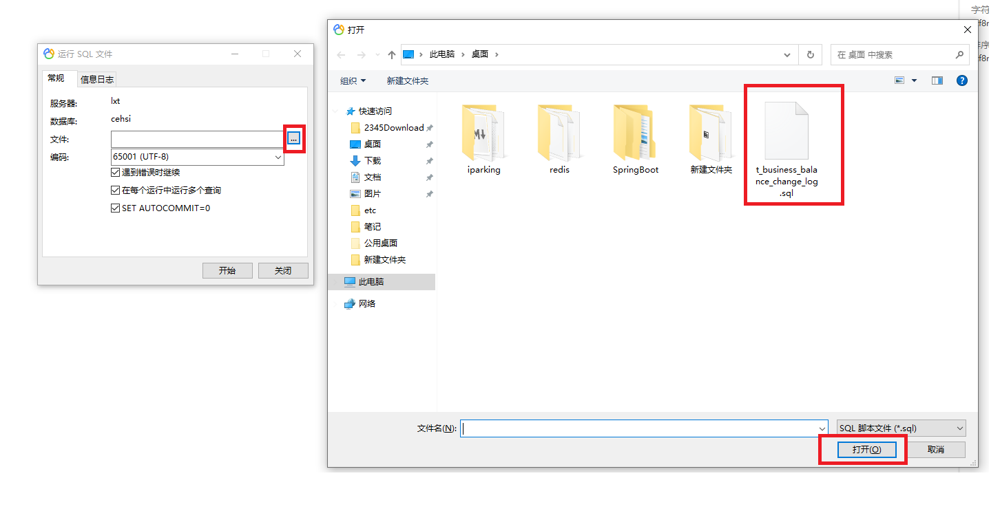 运行 SQL 文件
常规
信息日志
服务器:
lxt
数据库:
cehsi
文件:
...
编码:
65001 (UTF-8)
遇到错误时继续
在每个运行中运行多个查询
SET AUTOCOMMIT=0
开始
关闭
打开
此电脑
桌面
在 桌面 中搜索
组织
新建文件夹
?
快速访问
2345Download
桌面
下载
文档
图片
etc
笔记
公用桌面
新建文件夹
此电脑
网络
M↓
iparking
redis
SpringBoot
新建文件夹
t_business_bala
nce_change_log
.sql
文件名(N):
SQL 脚本文件 (*.sql)
打开(O)
取消
字符